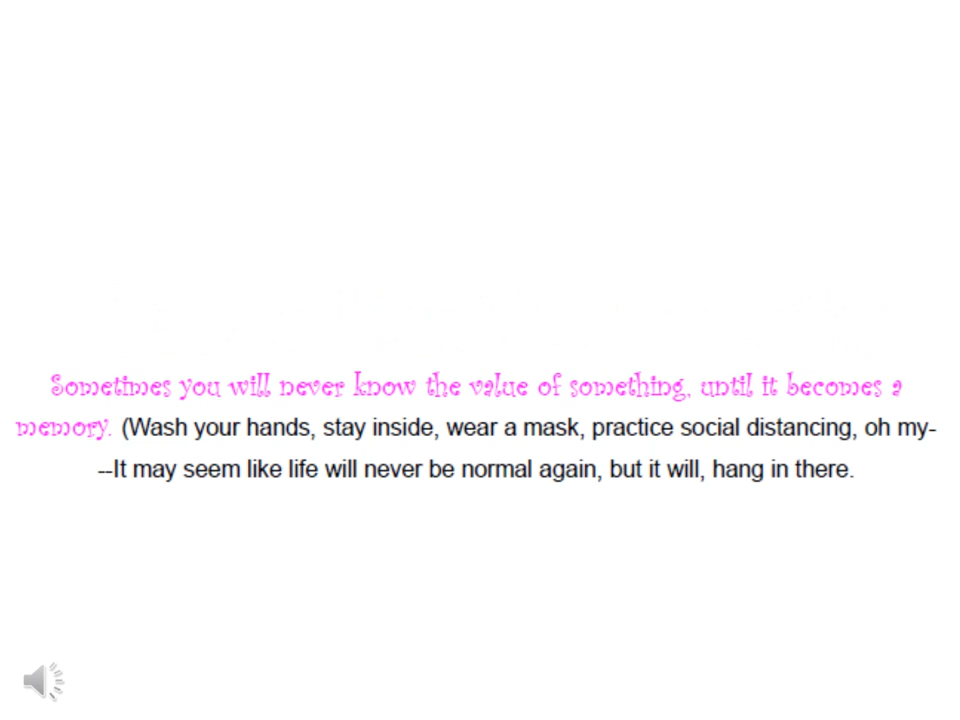 Sometimes you will never know the value of something, until it becomes a
memory. (Wash your hands, stay inside, wear a mask, practice social distancing, oh my-
--It may seem like life will never be normal again, but it will, hang in there.